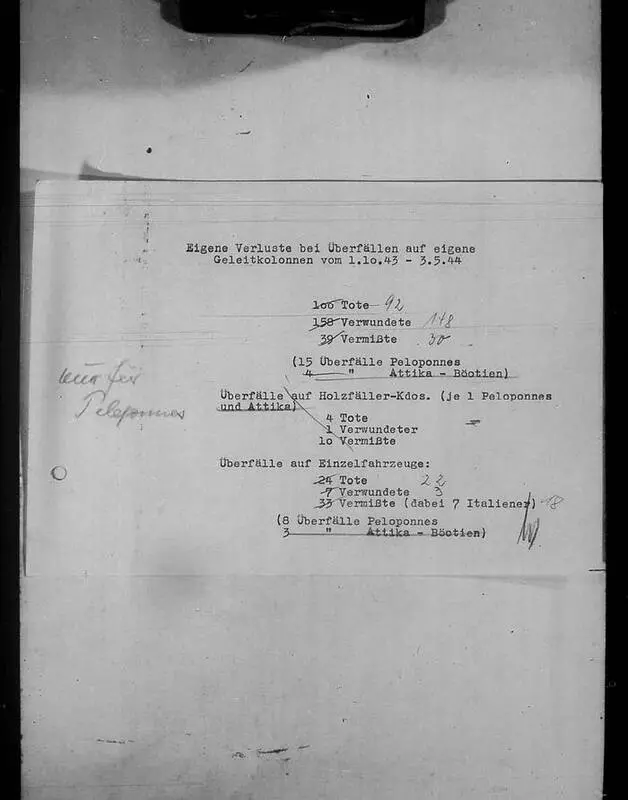 Eigene Verluste bei Überfällen auf eigene
Geleitkolonnen vom 1.10.43 - 3.5.44
100 Tote 92
158 Verwundete 148
39 Vermißte 30
(15 Überfälle Peloponnes
4 " Attika - Böotien)
nur für
Peloponnes
Überfälle auf Holzfäller-Kdos. (je 1 Peloponnes
und Attika)
4 Tote
1 Verwundeter
10 Vermißte
Überfälle auf Einzelfahrzeuge:
24 Tote 22
7 Verwundete 3
33 Vermißte (dabei 7 Italiener) 18
(8 Überfälle Peloponnes
3 " Attika - Böotien)